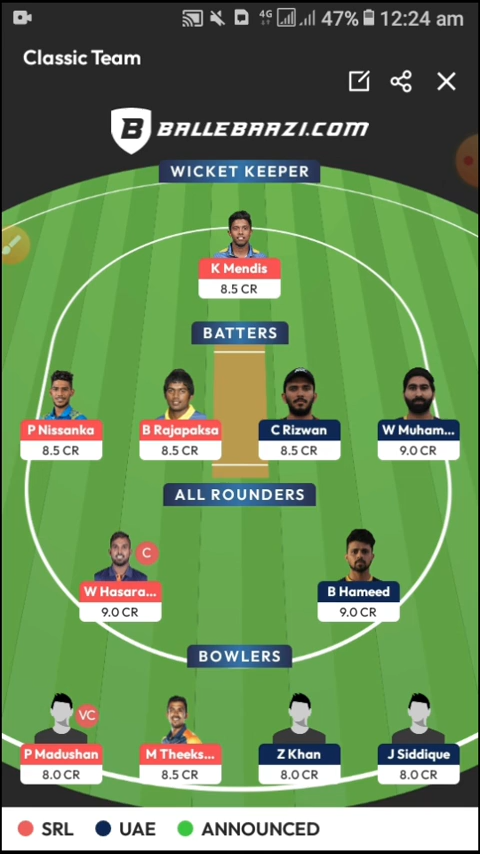 4G 47% 12:24 am
Classic Team
B BALLEBAAZI.COM
WICKET KEEPER
K Mendis
8.5 CR
BATTERS
P Nissanka B Rajapaksa C Rizwan W Muham...
8.5 CR 8.5 CR 8.5 CR 9.0 CR
ALL ROUNDERS
C
W Hasara... B Hameed
9.0 CR 9.0 CR
BOWLERS
VC
P Madushan M Theeks... Z Khan J Siddique
8.0 CR 8.5 CR 8.0 CR 8.0 CR
SRL UAE ANNOUNCED